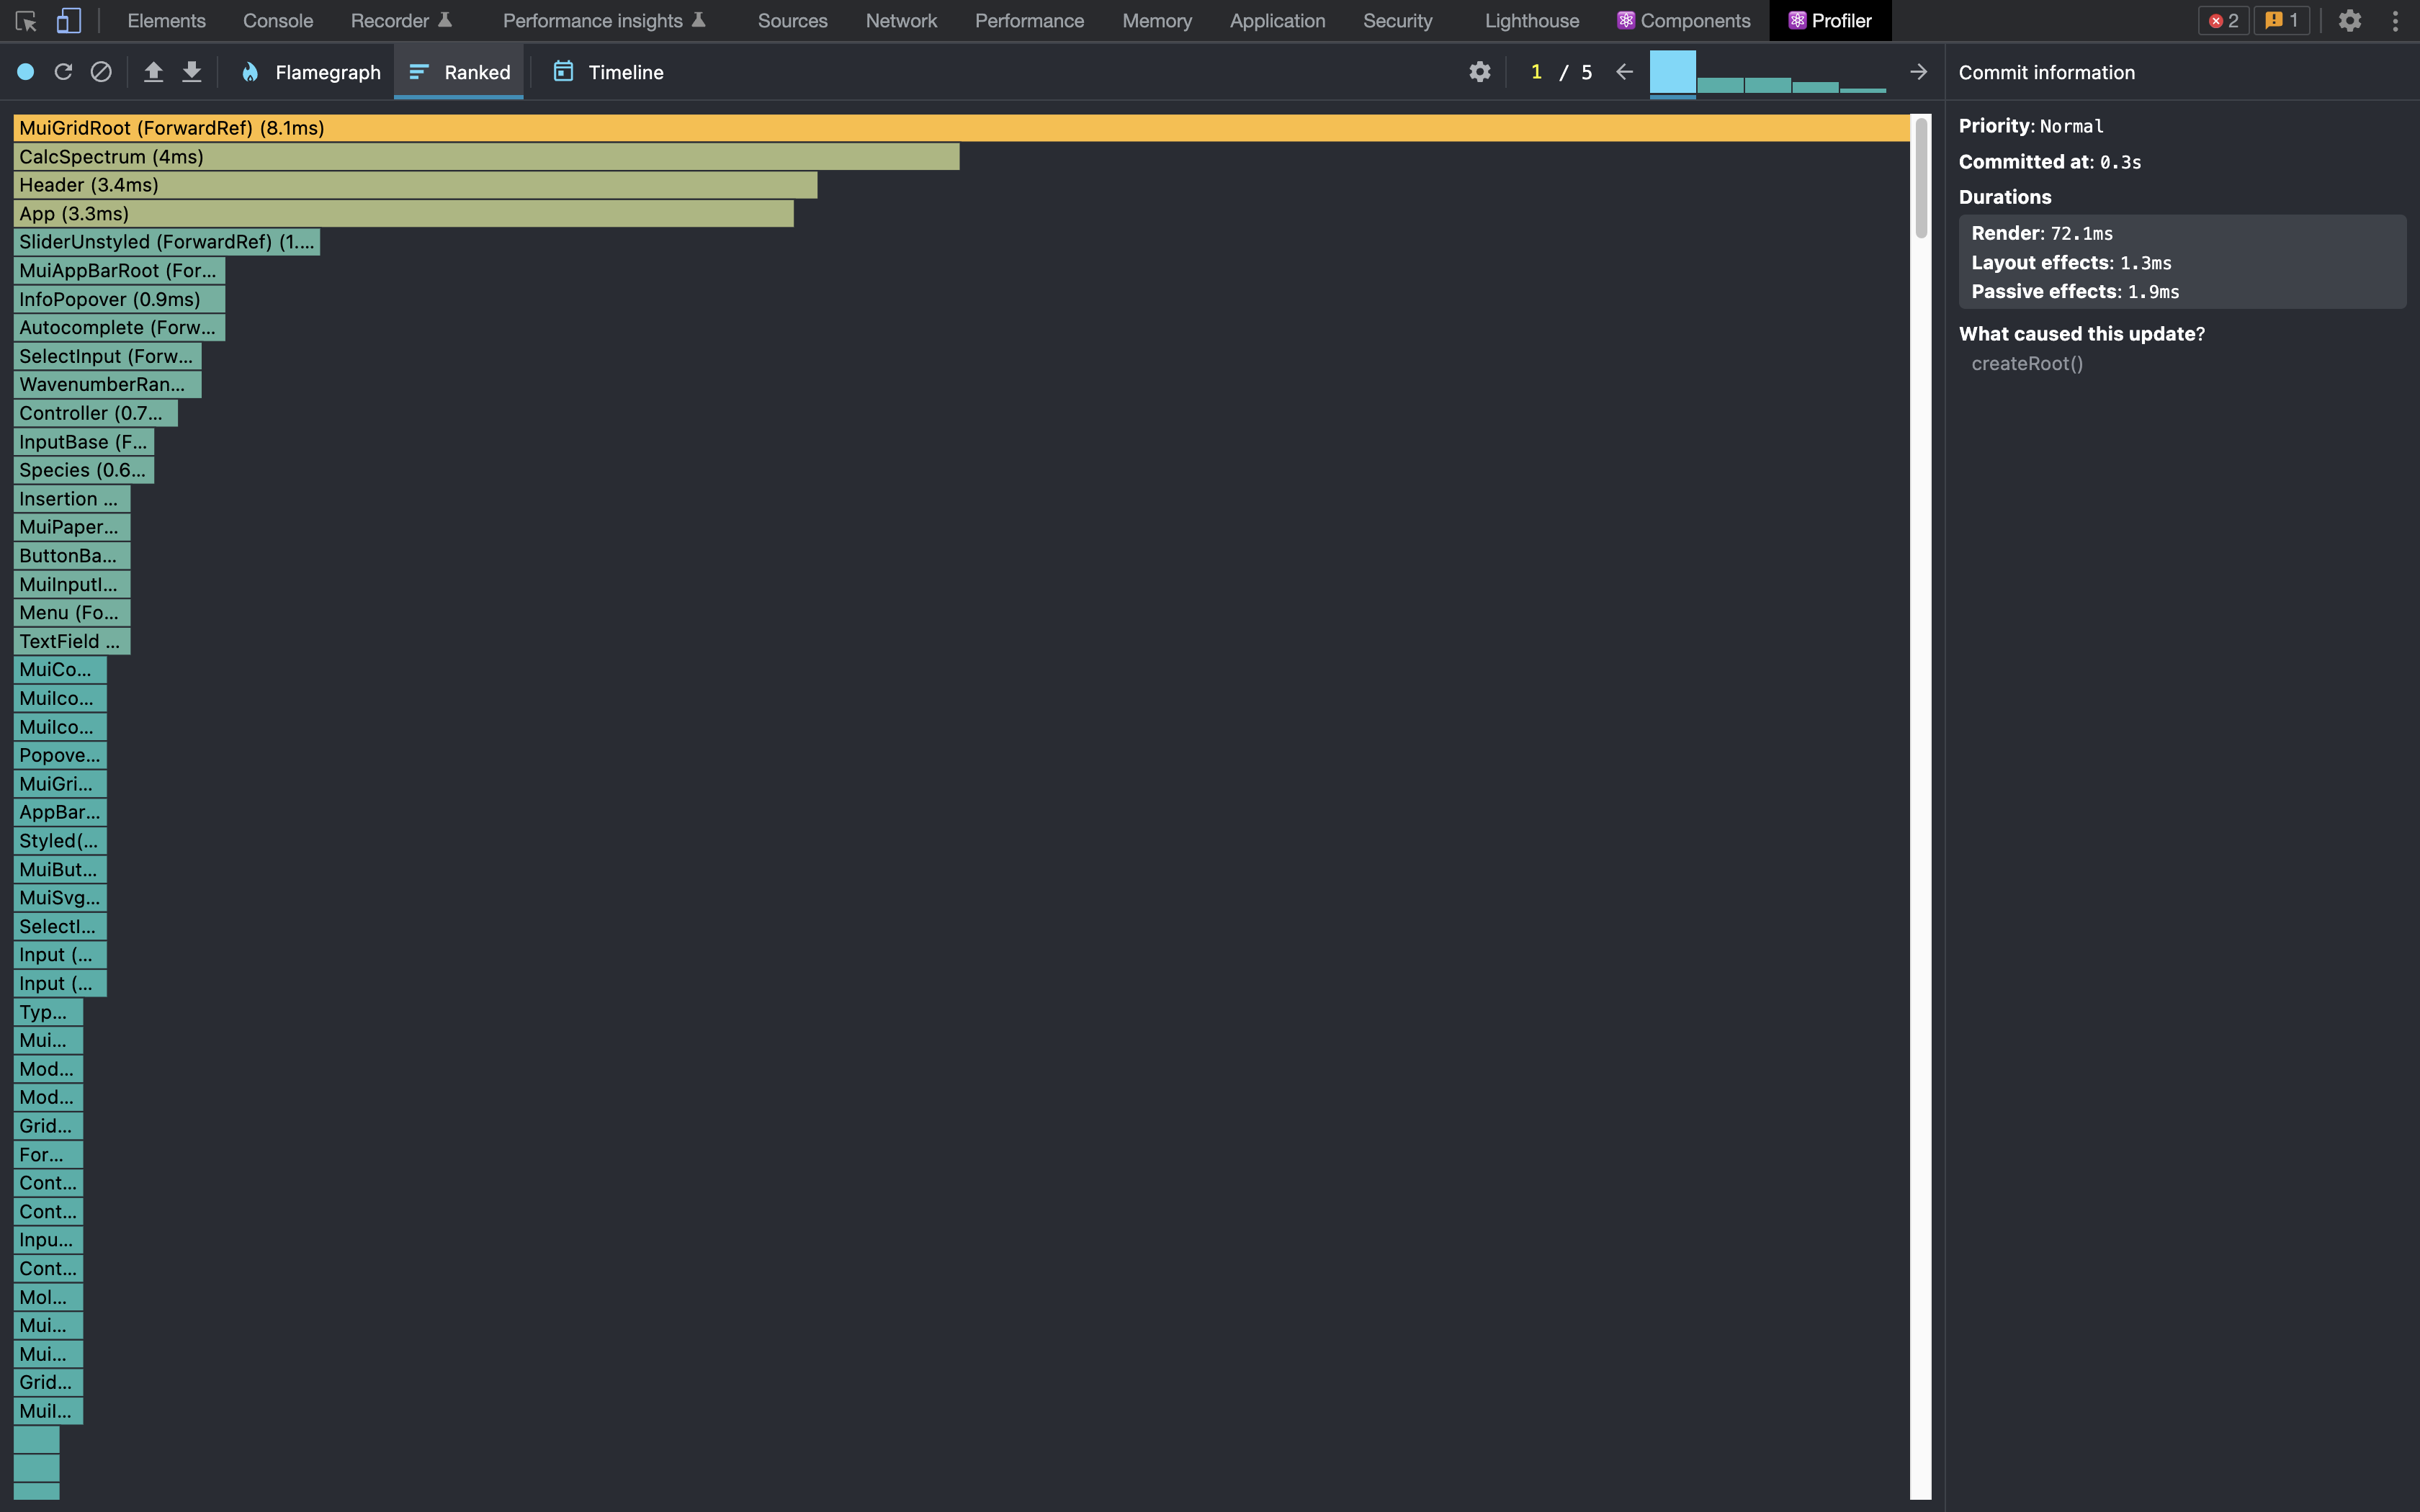 Elements Console Recorder Performance insights Sources Network Performance Memory Application Security Lighthouse Components Profiler 2 1
Flamegraph Ranked Timeline 1 / 5 Commit information
MuiGridRoot (ForwardRef) (8.1ms)
CalcSpectrum (4ms)
Header (3.4ms)
App (3.3ms)
SliderUnstyled (ForwardRef) (1....
MuiAppBarRoot (For...
InfoPopover (0.9ms)
Autocomplete (Forw...
SelectInput (Forw...
WavenumberRan...
Controller (0.7...
InputBase (F...
Species (0.6...
Insertion ...
MuiPaper...
ButtonBa...
MuiInputI...
Menu (Fo...
TextField ...
MuiCo...
MuiIco...
MuiIco...
Popove...
MuiGri...
AppBar...
Styled(...
MuiBut...
MuiSvg...
SelectI...
Input (...
Input (...
Typ...
Mui...
Mod...
Mod...
Grid...
For...
Cont...
Cont...
Inpu...
Cont...
Mol...
Mui...
Mui...
Grid...
MuiI...
Priority: Normal
Committed at: 0.3s
Durations
Render: 72.1ms
Layout effects: 1.3ms
Passive effects: 1.9ms
What caused this update?
createRoot()